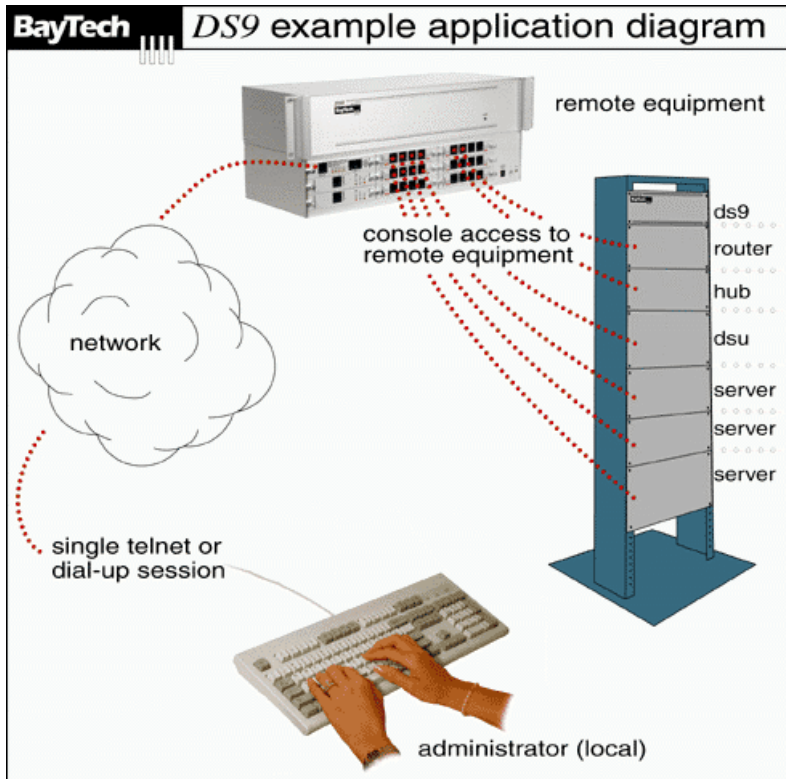 BayTech DS9 example application diagram
remote equipment
BayTech
console access to
remote equipment
ds9
router
hub
dsu
server
server
server
network
single telnet or
dial-up session
administrator (local)